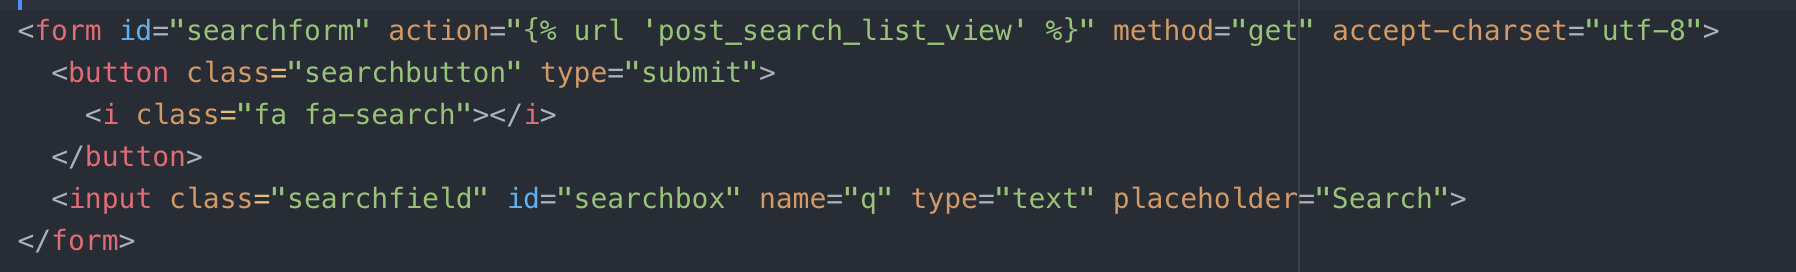 <form id="searchform" action="{% url 'post_search_list_view' %}" method="get" accept-charset="utf-8">
<button class="searchbutton" type="submit">
<i class="fa fa-search"></i>
</button>
<input class="searchfield" id="searchbox" name="q" type="text" placeholder="Search">
</form>